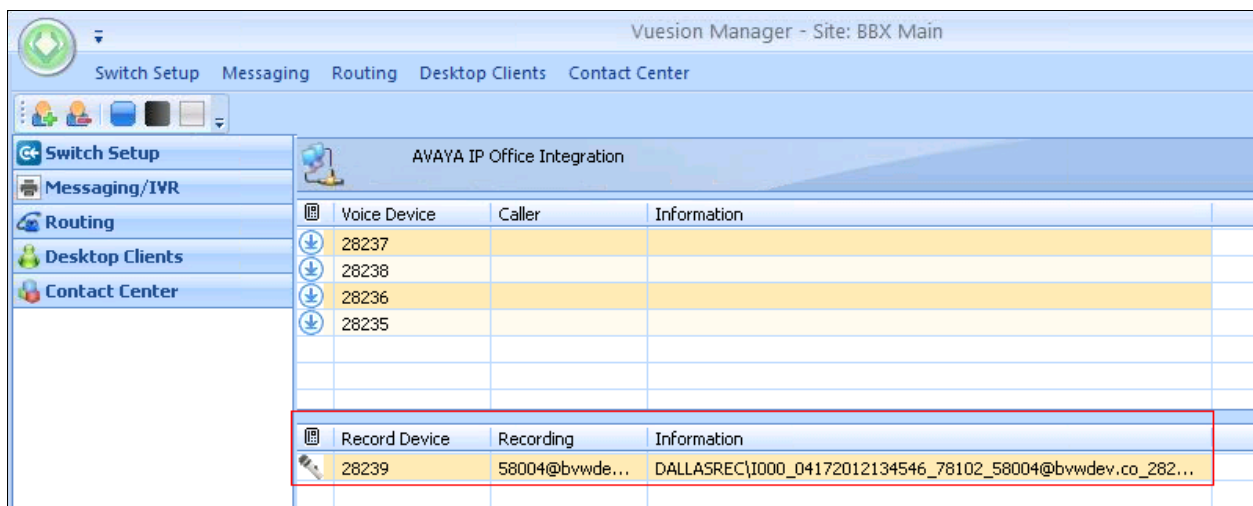 Vuesion Manager - Site: BBX Main
Switch Setup Messaging Routing Desktop Clients Contact Center
Switch Setup
Messaging/IVR
Routing
Desktop Clients
Contact Center
AVAYA IP Office Integration
Voice Device Caller Information
28237
28238
28236
28235
Record Device Recording Information
28239 58004@bvwde... DALLASREC\I000_04172012134546_78102_58004@bvwdev.co_282...